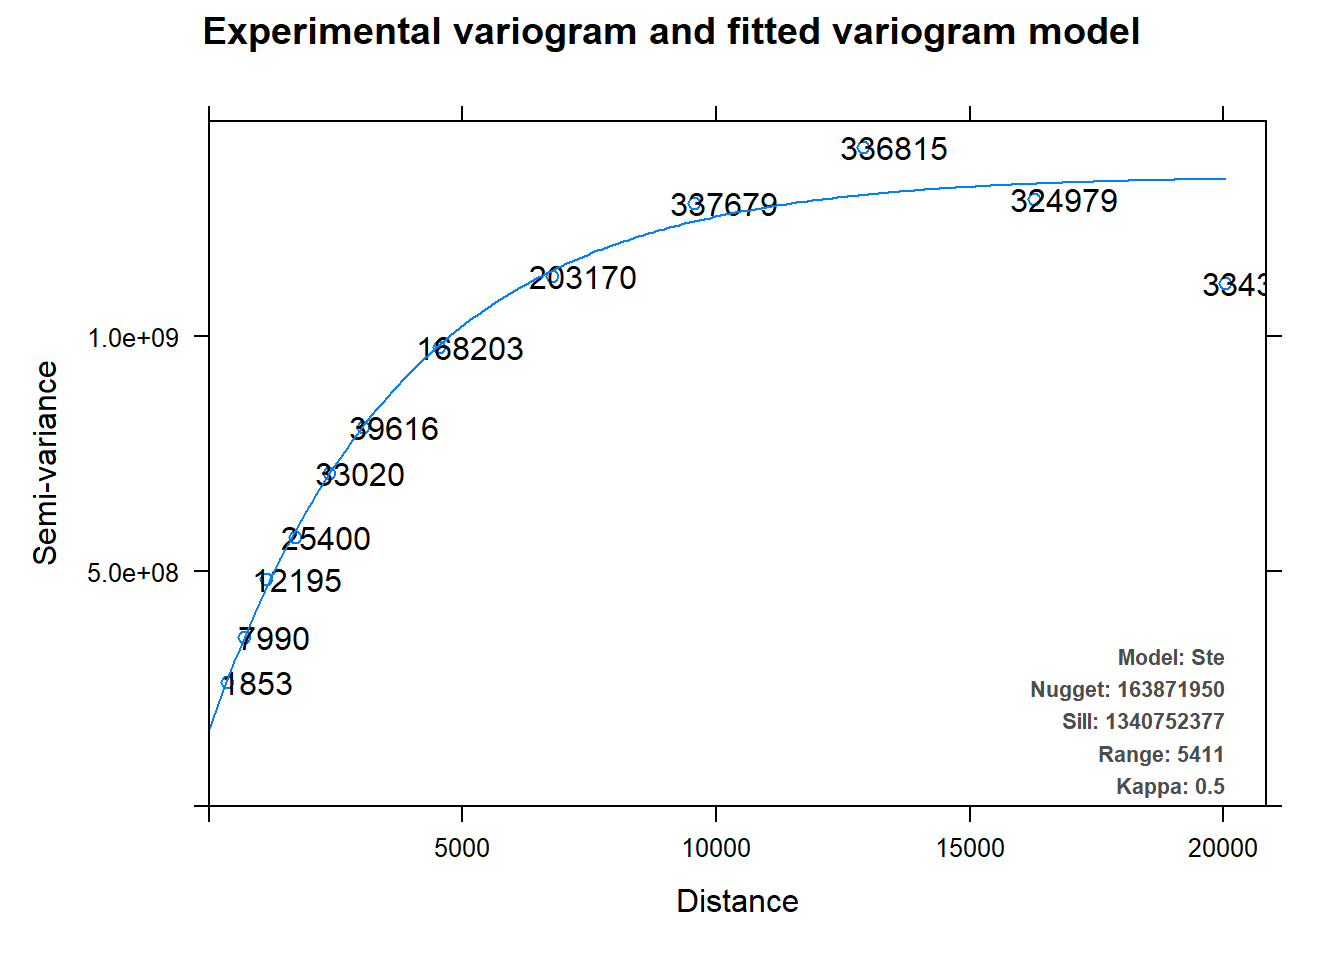 Experimental variogram and fitted variogram model
336815
337679
324979
203170
3343
1.0e+09
168203
39616
33020
25400
5.0e+08
12195
7990
1853
Semi-variance
Model: Ste
Nugget: 163871950
Sill: 1340752377
Range: 5411
Kappa: 0.5
5000 10000 15000 20000
Distance